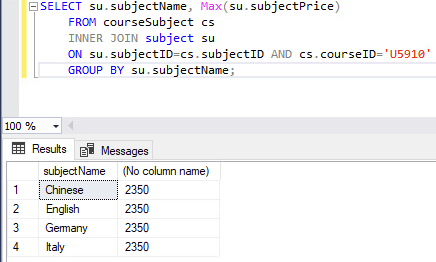 SELECT su.subjectName, Max(su.subjectPrice)
FROM courseSubject cs
INNER JOIN subject su
ON su.subjectID=cs.subjectID AND cs.courseID='U5910'
GROUP BY su.subjectName;
100 %
Results Messages
subjectName (No column name)
1 Chinese 2350
2 English 2350
3 Germany 2350
4 Italy 2350